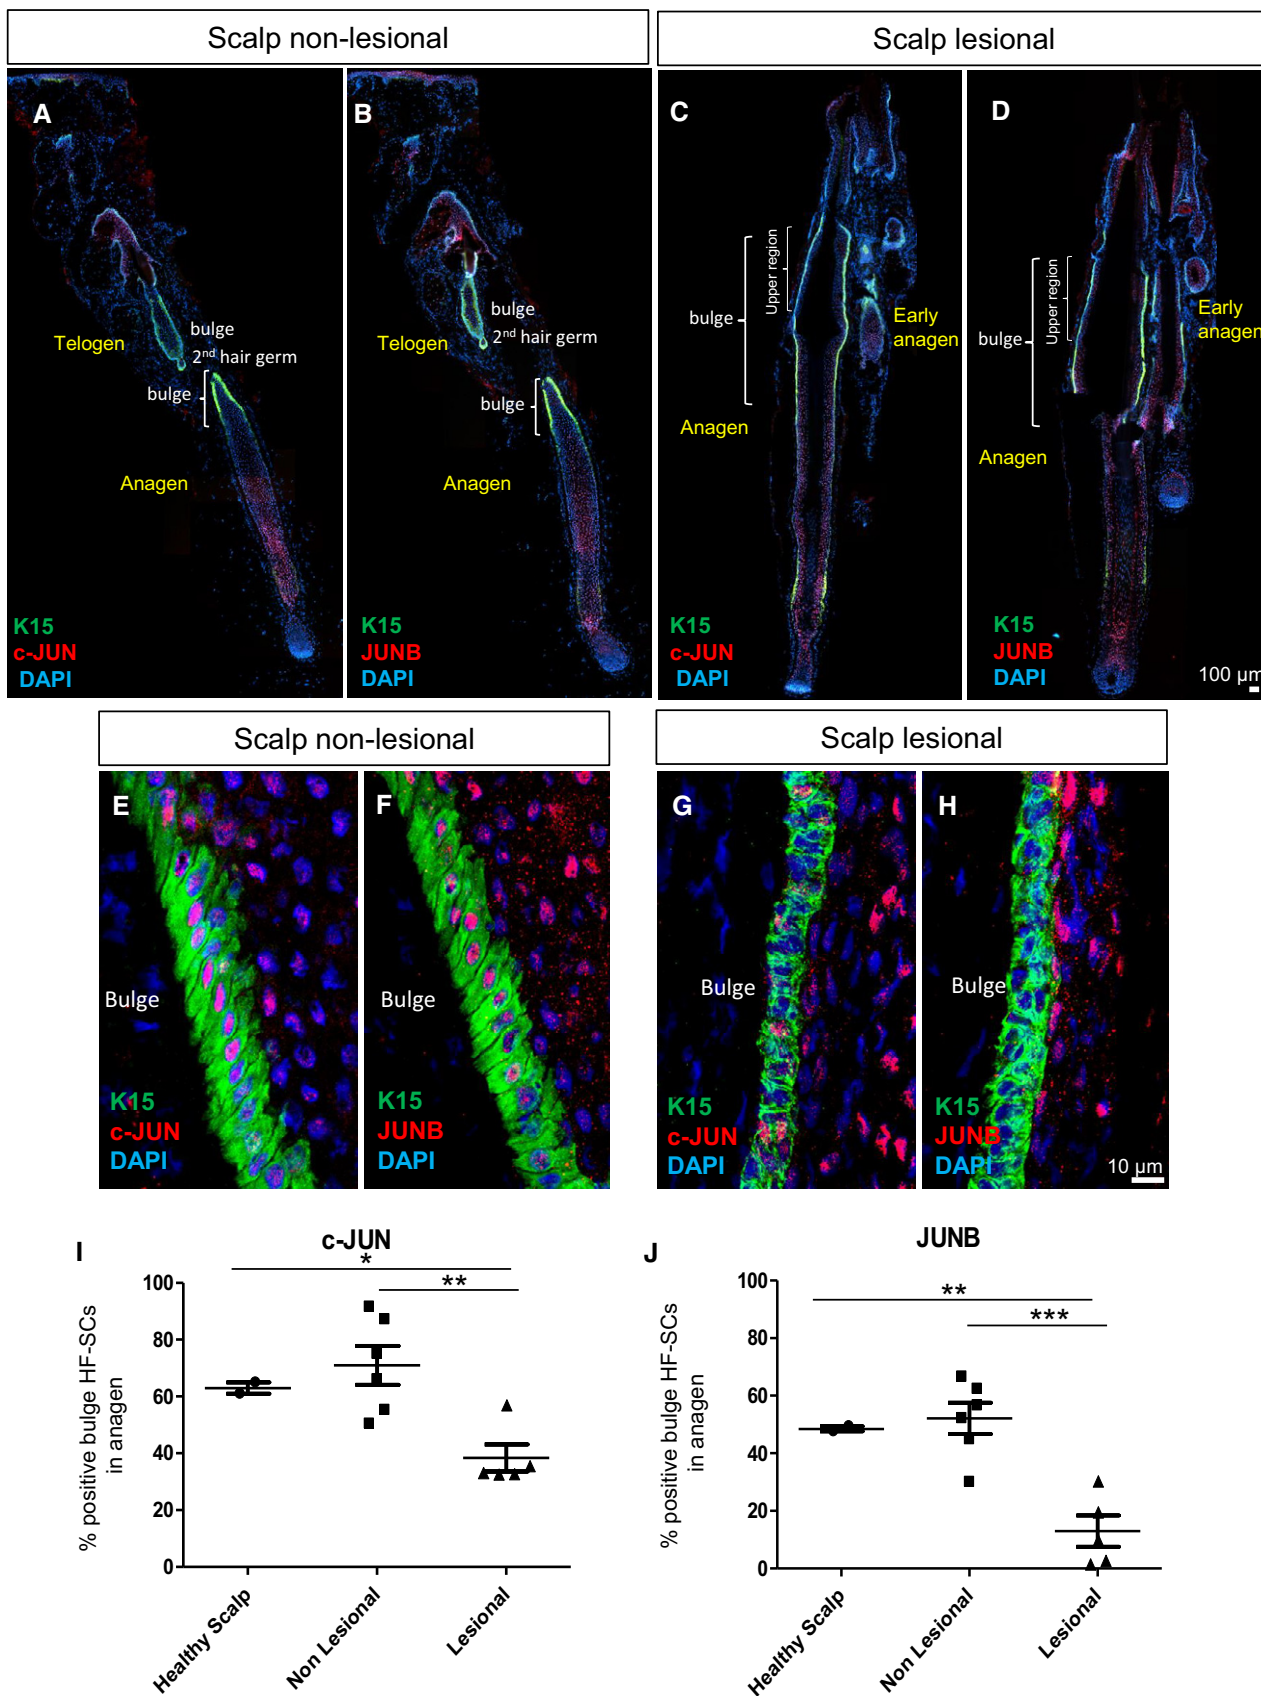 Scalp non-lesional
Scalp lesional
A
Telogen
bulge
2nd hair germ
bulge
Anagen
K15
c-JUN
DAPI
B
Telogen
bulge
2nd hair germ
bulge
Anagen
K15
JUNB
DAPI
C
bulge
Upper region
Early
anagen
Anagen
K15
c-JUN
DAPI
D
bulge
Upper region
Early
anagen
Anagen
K15
JUNB
DAPI
100 µm
Scalp non-lesional
Scalp lesional
E
Bulge
K15
c-JUN
DAPI
F
Bulge
K15
JUNB
DAPI
G
Bulge
K15
c-JUN
DAPI
H
Bulge
K15
JUNB
DAPI
10 µm
I
c-JUN
*
**
% positive bulge HF-SCs
in anagen
100
80
60
40
20
0
Healthy Scalp
Non Lesional
Lesional
J
JUNB
**
***
% positive bulge HF-SCs
in anagen
100
80
60
40
20
0
Healthy Scalp
Non Lesional
Lesional